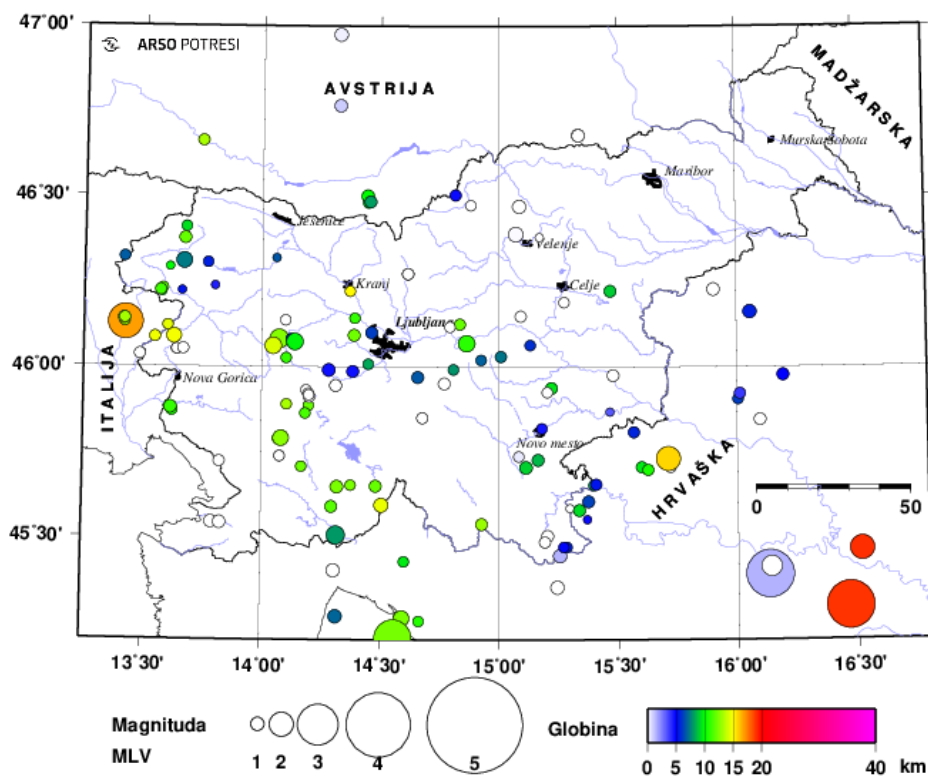 47°00'
ARSO POTRESI
AVSTRIJA
MADŽARSKA
Murska Sobota
Maribor
46°30'
Jesenice
Velenje
Kranj
Celje
Ljubljana
46°00'
ITALIJA
Nova Gorica
Novo mesto
HRVAŠKA
0 50
45°30'
13°30' 14°00' 14°30' 15°00' 15°30' 16°00' 16°30'
Magnituda
MLV
1 2 3 4 5
Globina
0 5 10 15 20 40 km